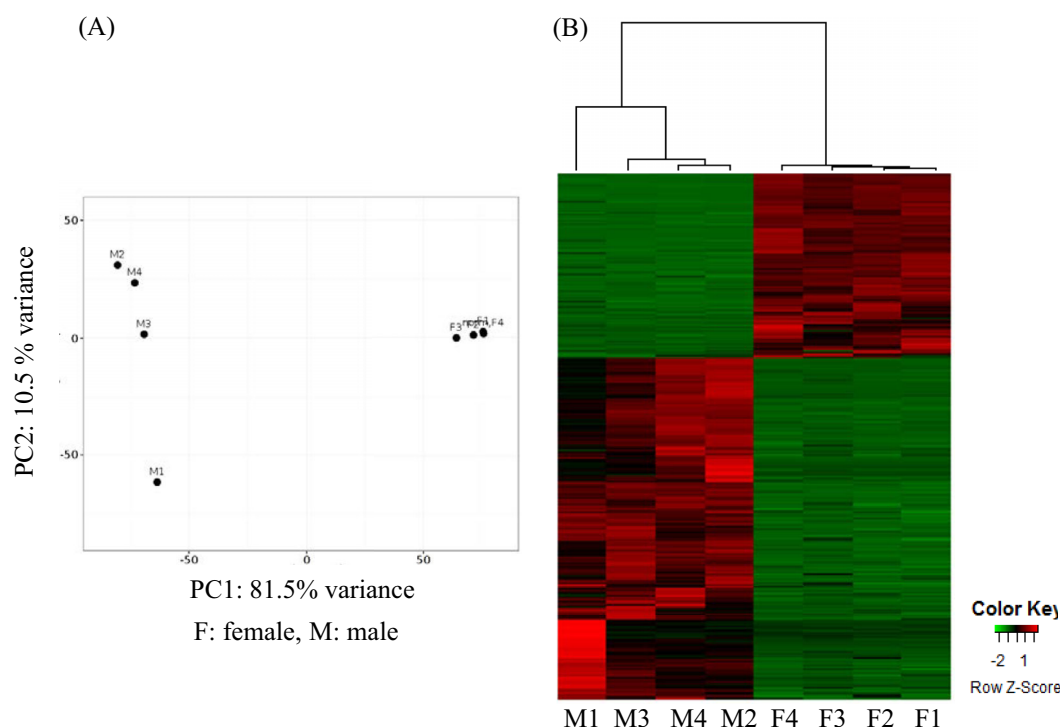 (A)
(B)
50
0
-50
M2
M4
M3
M1
F3
F1
F4
-50
0
50
PC2: 10.5 % variance
PC1: 81.5% variance
F: female, M: male
M1 M3 M4 M2 F4 F3 F2 F1
Color Key
-2 1
Row Z-Score